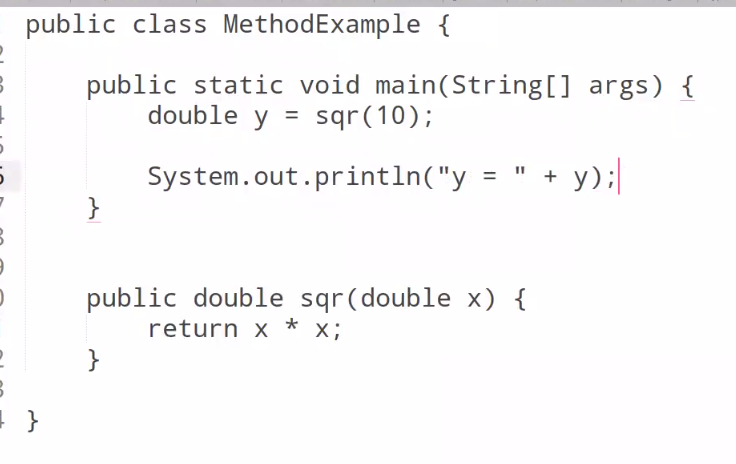 public class MethodExample {
public static void main(String[] args) {
double y = sqr(10);
System.out.println("y = " + y);
}
public double sqr(double x) {
return x * x;
}
}